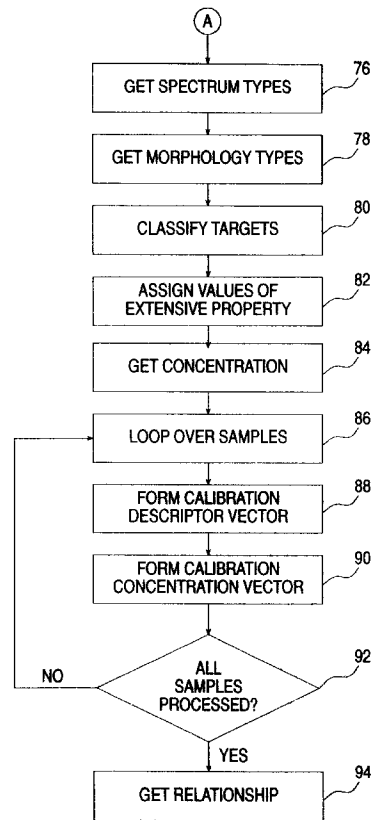 A
GET SPECTRUM TYPES
76
GET MORPHOLOGY TYPES
78
CLASSIFY TARGETS
80
ASSIGN VALUES OF
EXTENSIVE PROPERTY
82
GET CONCENTRATION
84
LOOP OVER SAMPLES
86
FORM CALIBRATION
DESCRIPTOR VECTOR
88
FORM CALIBRATION
CONCENTRATION VECTOR
90
ALL
SAMPLES
PROCESSED?
92
NO
YES
GET RELATIONSHIP
94